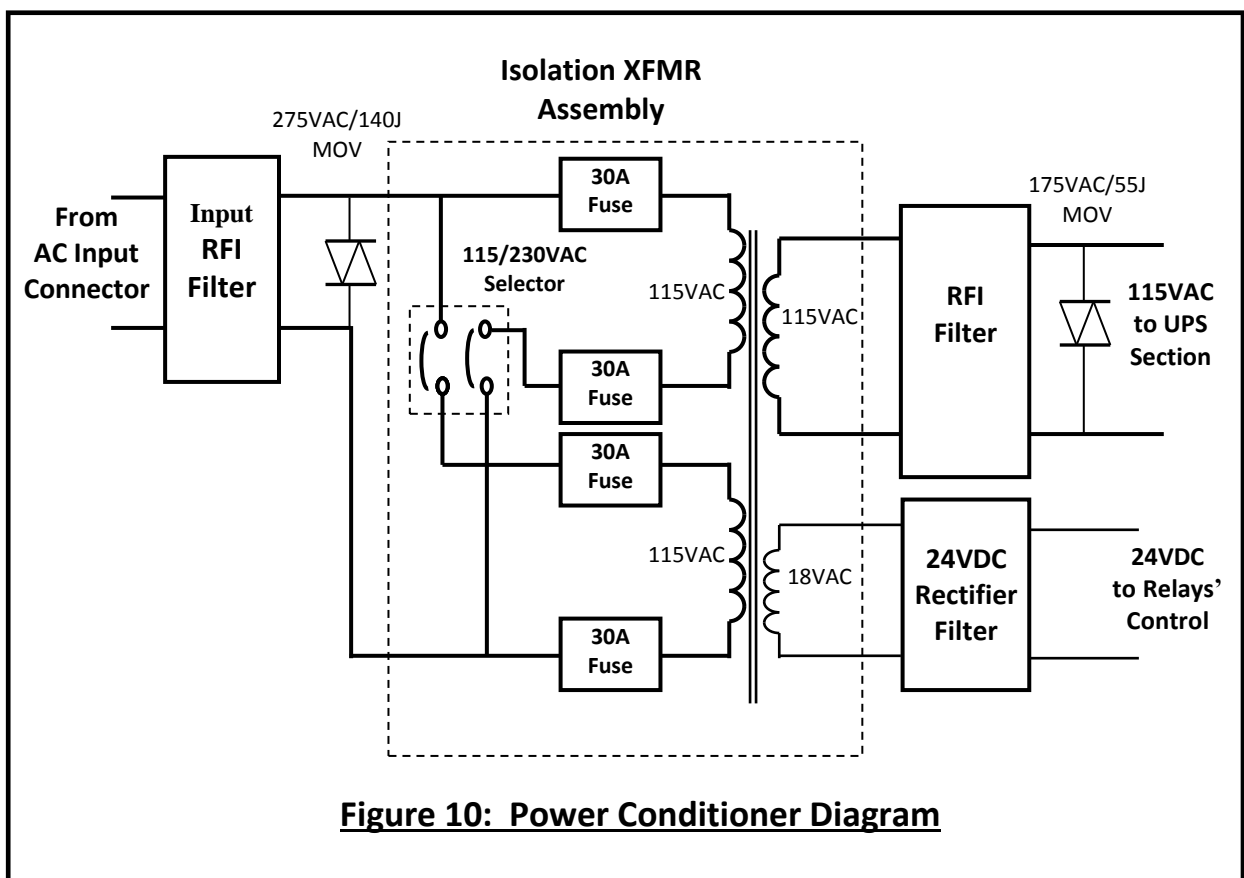 Isolation XFMR
Assembly
275VAC/140J
MOV
From
AC Input
Connector
Input
RFI
Filter
115/230VAC
Selector
30A
Fuse
30A
Fuse
30A
Fuse
30A
Fuse
115VAC
115VAC
115VAC
18VAC
RFI
Filter
175VAC/55J
MOV
115VAC
to UPS
Section
24VDC
Rectifier
Filter
24VDC
to Relays’
Control
Figure 10: Power Conditioner Diagram